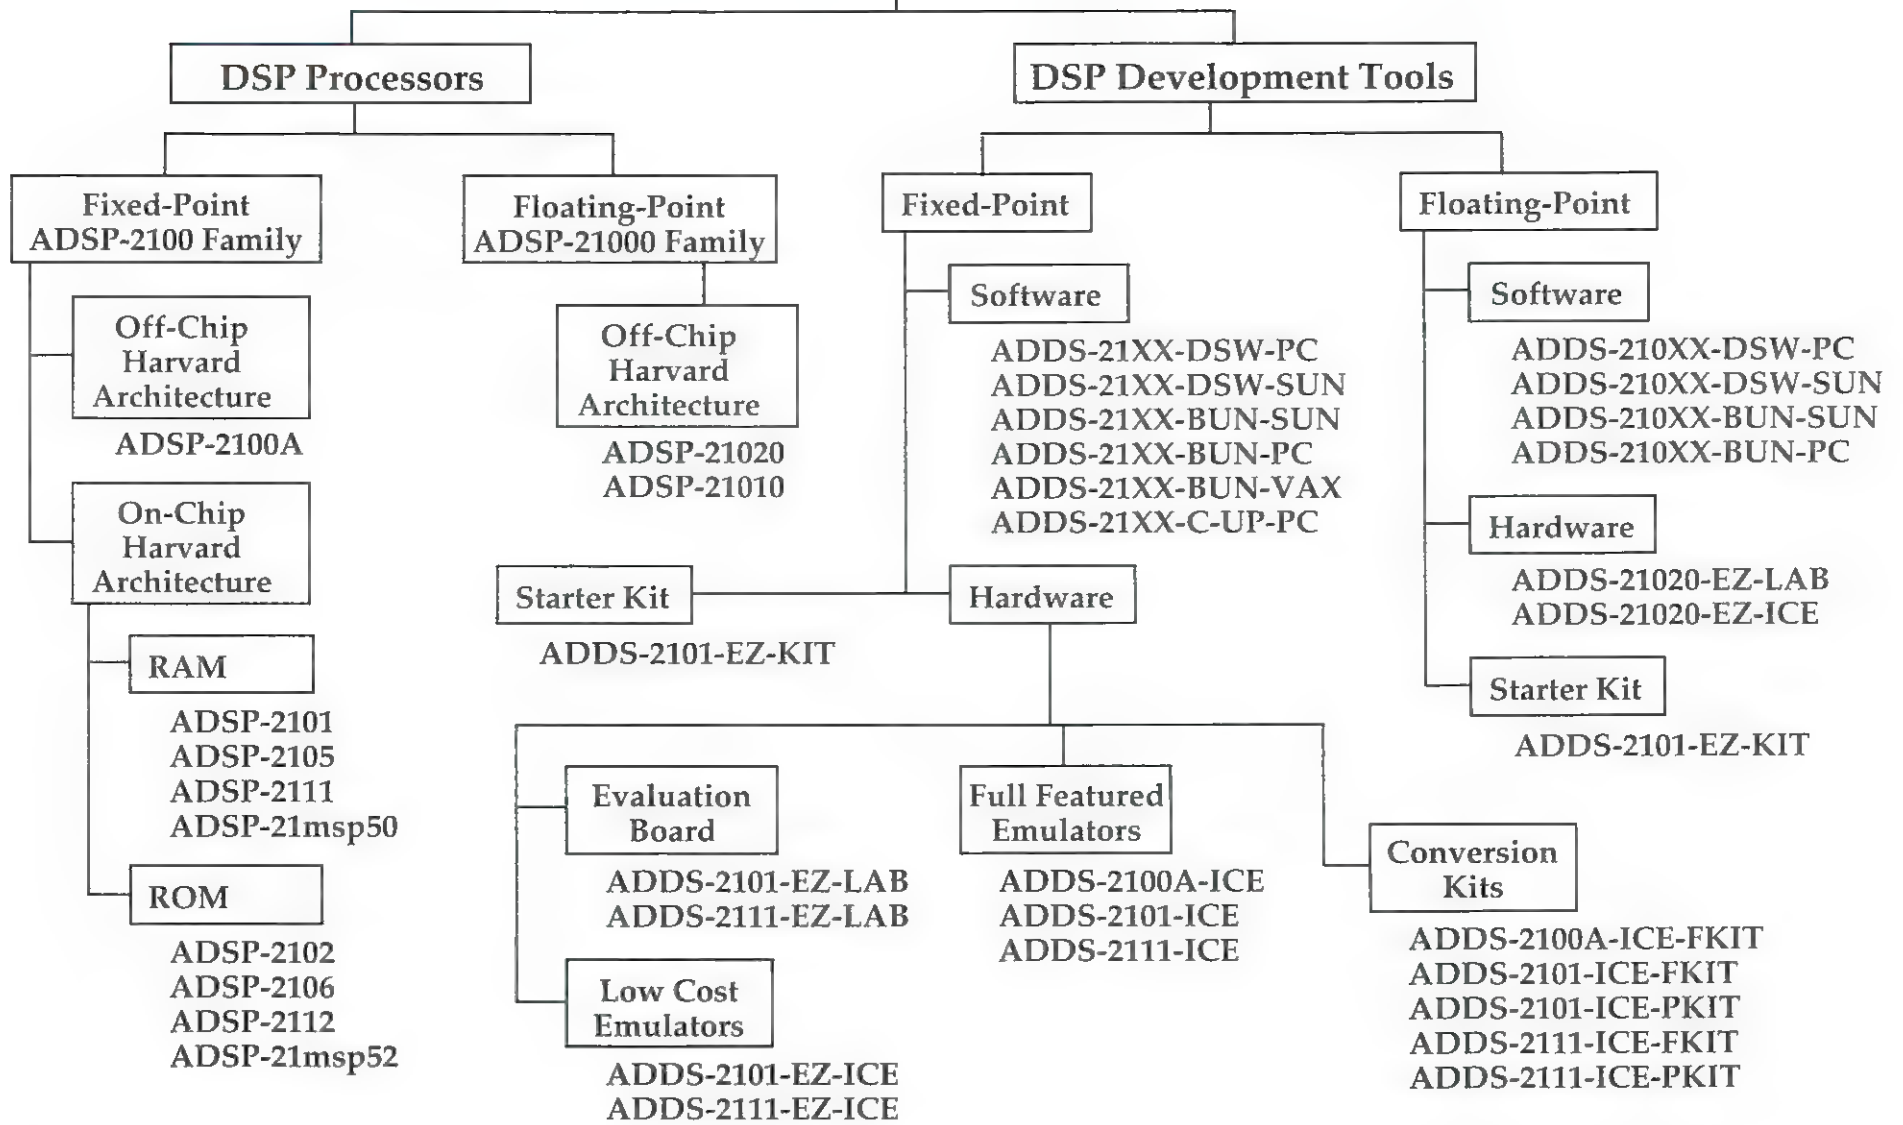 DSP Processors
DSP Development Tools
Fixed-Point
ADSP-2100 Family
Off-Chip
Harvard
Architecture
ADSP-2100A
On-Chip
Harvard
Architecture
RAM
ADSP-2101
ADSP-2105
ADSP-2111
ADSP-21msp50
ROM
ADSP-2102
ADSP-2106
ADSP-2112
ADSP-21msp52
Floating-Point
ADSP-21000 Family
Off-Chip
Harvard
Architecture
ADSP-21020
ADSP-21010
Fixed-Point
Software
ADDS-21XX-DSW-PC
ADDS-21XX-DSW-SUN
ADDS-21XX-BUN-SUN
ADDS-21XX-BUN-PC
ADDS-21XX-BUN-VAX
ADDS-21XX-C-UP-PC
Starter Kit
ADDS-2101-EZ-KIT
Hardware
Evaluation
Board
ADDS-2101-EZ-LAB
ADDS-2111-EZ-LAB
Low Cost
Emulators
ADDS-2101-EZ-ICE
ADDS-2111-EZ-ICE
Full Featured
Emulators
ADDS-2100A-ICE
ADDS-2101-ICE
ADDS-2111-ICE
Conversion
Kits
ADDS-2100A-ICE-FKIT
ADDS-2101-ICE-FKIT
ADDS-2101-ICE-PKIT
ADDS-2111-ICE-FKIT
ADDS-2111-ICE-PKIT
Floating-Point
Software
ADDS-210XX-DSW-PC
ADDS-210XX-DSW-SUN
ADDS-210XX-BUN-SUN
ADDS-210XX-BUN-PC
Hardware
ADDS-21020-EZ-LAB
ADDS-21020-EZ-ICE
Starter Kit
ADDS-2101-EZ-KIT